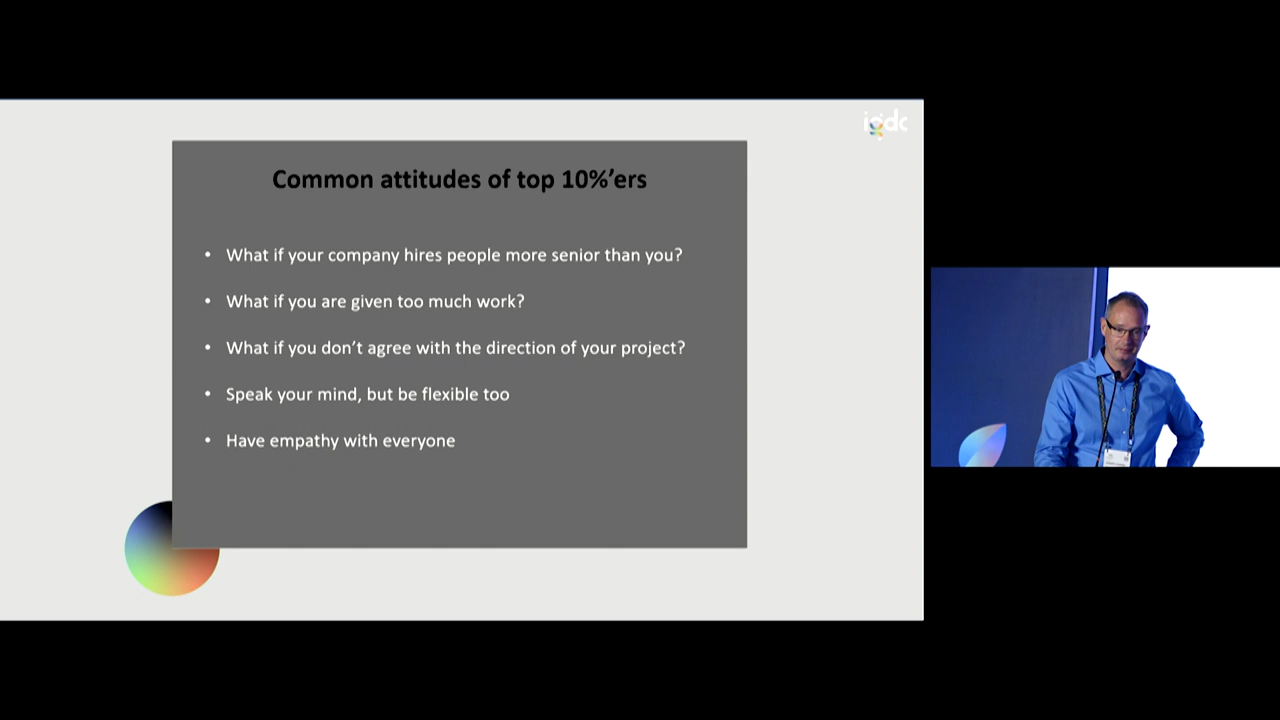 igdc
Common attitudes of top 10%'ers
• What if your company hires people more senior than you?
• What if you are given too much work?
• What if you don't agree with the direction of your project?
• Speak your mind, but be flexible too
• Have empathy with everyone